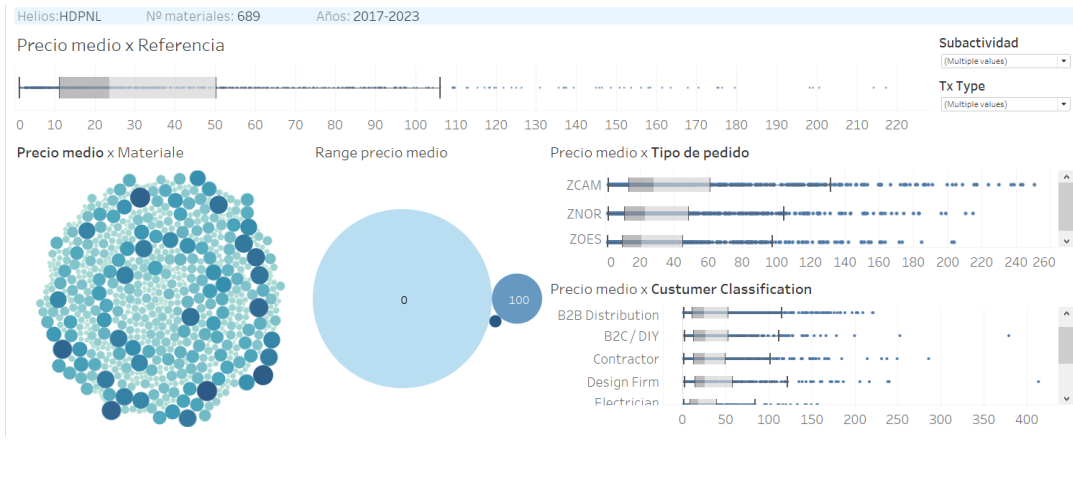 Helios:HDPNL Nº materiales: 689 Años: 2017-2023
Precio medio x Referencia
Subactividad
(Multiple values)
Tx Type
(Multiple values)
0 10 20 30 40 50 60 70 80 90 100 110 120 130 140 150 160 170 180 190 200 210 220
Precio medio x Materiale
Range precio medio
0
100
Precio medio x Tipo de pedido
ZCAM
ZNOR
ZOES
0 20 40 60 80 100 120 140 160 180 200 220 240 260
Precio medio x Custumer Classification
B2B Distribution
B2C / DIY
Contractor
Design Firm
Electrician
0 50 100 150 200 250 300 350 400